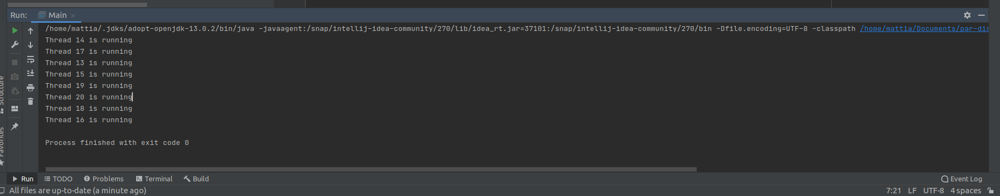 Run: Main
/home/mattia/.jdks/adopt-openjdk-13.0.2/bin/java -javaagent:/snap/intellij-idea-community/270/lib/idea_rt.jar=37101:/snap/intellij-idea-community/270/bin -Dfile.encoding=UTF-8 -classpath /home/mattia/Documents/par-dis
Thread 14 is running
Thread 17 is running
Thread 13 is running
Thread 15 is running
Thread 19 is running
Thread 20 is running
Thread 18 is running
Thread 16 is running
Process finished with exit code 0
Structure
Favorites
Run TODO Problems Terminal Build Event Log
All files are up-to-date (a minute ago) 7:21 LF UTF-8 4 spaces